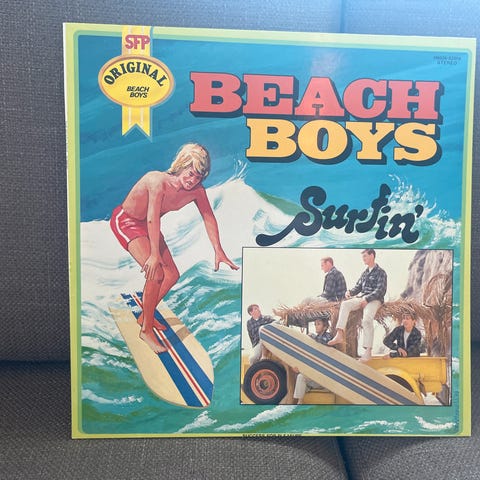 SFP
ORIGINAL
BEACH
BOYS
STEREO
BEACH
BOYS
Surfin'